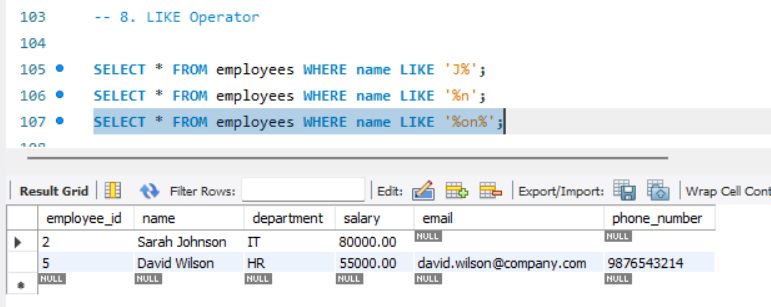 103 -- 8. LIKE Operator
104
105 SELECT * FROM employees WHERE name LIKE 'J%';
106 SELECT * FROM employees WHERE name LIKE '%n';
107 SELECT * FROM employees WHERE name LIKE '%on%';
Result Grid Filter Rows: Edit: Export/Import: Wrap Cell Cont
employee_id name department salary email phone_number
2 Sarah Johnson IT 80000.00 NULL NULL
5 David Wilson HR 55000.00 david.wilson@company.com 9876543214
NULL NULL NULL NULL NULL NULL